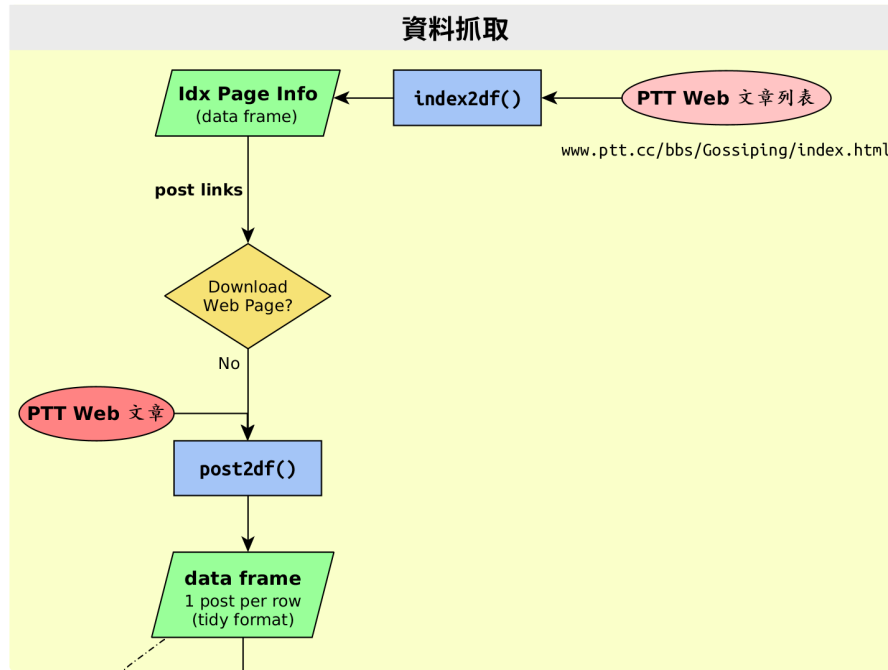 資料抓取
Idx Page Info
(data frame)
index2df()
PTT Web 文章列表
www.ptt.cc/bbs/Gossiping/index.html
post links
Download
Web Page?
No
PTT Web 文章
post2df()
data frame
1 post per row
(tidy format)